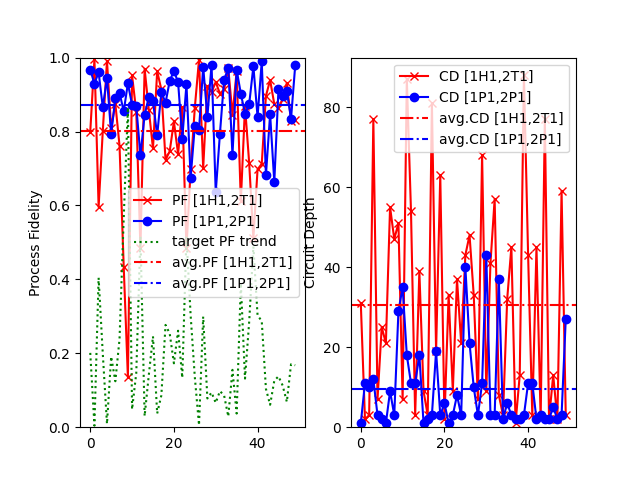 1.0
0.8
0.6
0.4
0.2
0.0
0
20
40
Process Fidelity
PF [1H1,2T1]
PF [1P1,2P1]
target PF trend
avg.PF [1H1,2T1]
avg.PF [1P1,2P1]
80
60
40
20
0
0
20
40
Circuit Depth
CD [1H1,2T1]
CD [1P1,2P1]
avg.CD [1H1,2T1]
avg.CD [1P1,2P1]